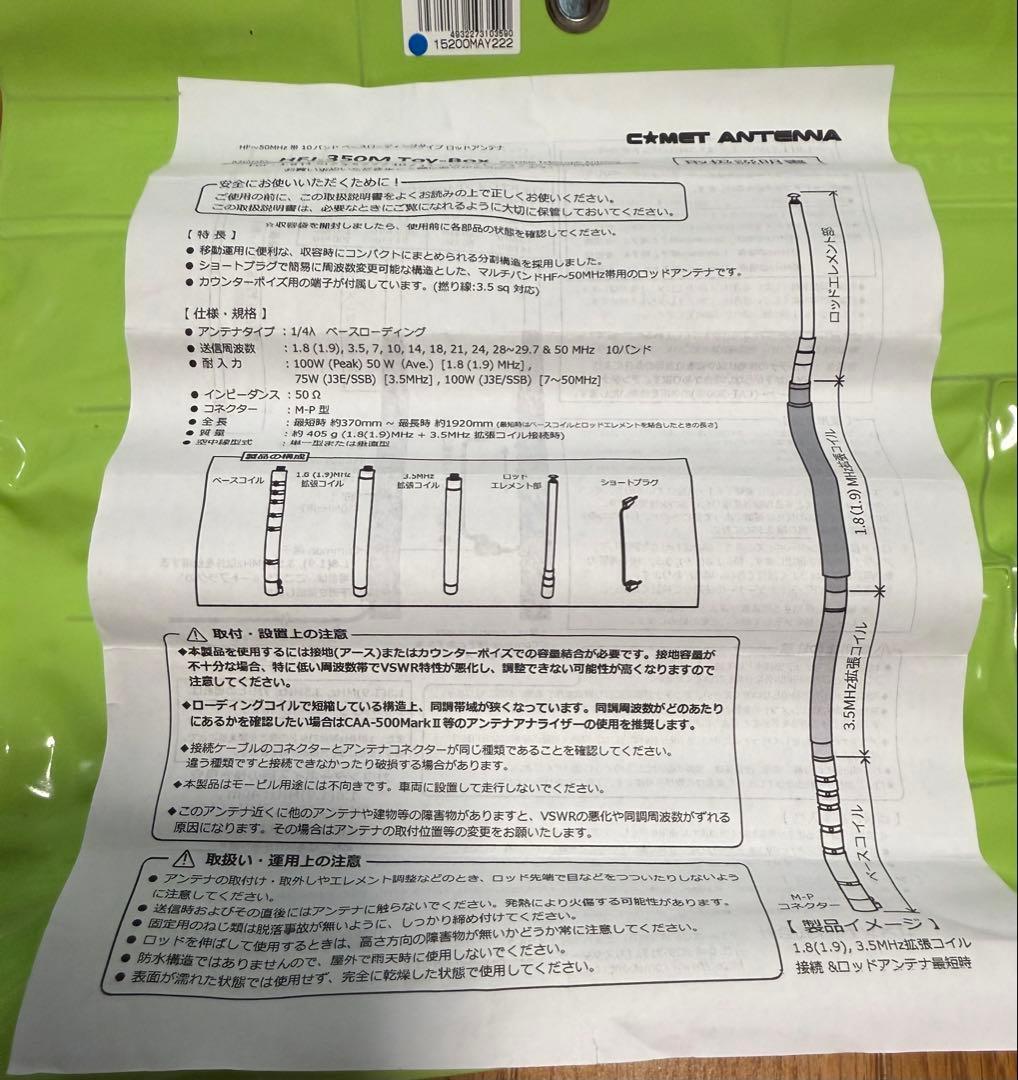 4932273103590
15200MAY222
C★MET ANTENNA
HF～50MHz 帯 10バンド ベースローディングタイプ ロッドアンテナ
HFJ-350M Toy-Box
取扱説明書
安全にお使いいただくために！
ご使用の前に、この取扱説明書をよくお読みの上で正しくお使いください。
この取扱説明書は、必要なときにご覧になれるように大切に保管しておいてください。
☆収容袋を開封しましたら、使用前に各部品の状態を確認してください。
【 特 長 】
● 移動運用に便利な、収容時にコンパクトにまとめられる分割構造を採用しました。
● ショートプラグで簡易に周波数変更可能な構造とした、マルチバンドHF～50MHz帯用のロッドアンテナです。
● カウンターポイズ用の端子が付属しています。(撚り線:3.5 sq 対応)
【 仕様・規格 】
● アンテナタイプ ：1/4λ ベースローディング
● 送信周波数 ：1.8 (1.9), 3.5, 7, 10, 14, 18, 21, 24, 28~29.7 & 50 MHz 10バンド
● 耐入力 ：100W (Peak) 50 W (Ave.) [1.8 (1.9) MHz] ,
75W (J3E/SSB) [3.5MHz] , 100W (J3E/SSB) [7～50MHz]
● インピーダンス ：50 Ω
● コネクター ：M-P 型
● 全 長 ：最短時 約370mm ~ 最長時 約1920mm (最短時はベースコイルとロッドエレメントを結合したときの長さ)
● 質 量 ：約 405 g (1.8(1.9)MHz + 3.5MHz 拡張コイル接続時)
● 空中線型式 ：単一型または垂直型
製品の構成
ベースコイル
1.8 (1.9)MHz
拡張コイル
3.5MHz
拡張コイル
ロッド
エレメント部
ショートプラグ
⚠ 取付・設置上の注意
◆本製品を使用するには接地(アース)またはカウンターポイズでの容量結合が必要です。接地容量が
不十分な場合、特に低い周波数帯でVSWR特性が悪化し、調整できない可能性が高くなりますので
注意してください。
◆ローディングコイルで短縮している構造上、同調帯域が狭くなっています。同調周波数がどのあたり
にあるかを確認したい場合はCAA-500MarkⅡ等のアンテナアナライザーの使用を推奨します。
◆接続ケーブルのコネクターとアンテナコネクターが同じ種類であることを確認してください。
違う種類ですと接続できなかったり破損する場合があります。
◆本製品はモービル用途には不向きです。車両に設置して走行しないでください。
◆このアンテナ近くに他のアンテナや建物等の障害物がありますと、VSWRの悪化や同調周波数がずれる
原因になります。その場合はアンテナの取付位置等の変更をお願いたします。
⚠ 取扱い・運用上の注意
● アンテナの取付け・取外しやエレメント調整などのとき、ロッド先端で目などをつついたりしないよう
に注意してください。
● 送信時およびその直後にはアンテナに触らないでください。発熱により火傷する可能性があります。
● 固定用のねじ類は脱落事故が無いように、しっかり締め付けてください。
● ロッドを伸ばして使用するときは、高さ方向の障害物が無いかどうか常に注意してください。
● 防水構造ではありませんので、屋外で雨天時に使用しないでください。
● 表面が濡れた状態では使用せず、完全に乾燥した状態で使用してください。
ロッドエレメント部
1.8(1.9) MHz拡張コイル
3.5MHz拡張コイル
ベースコイル
M-P
コネクター
【 製品イメージ 】
1.8(1.9), 3.5MHz拡張コイル
接続 &ロッドアンテナ最短時